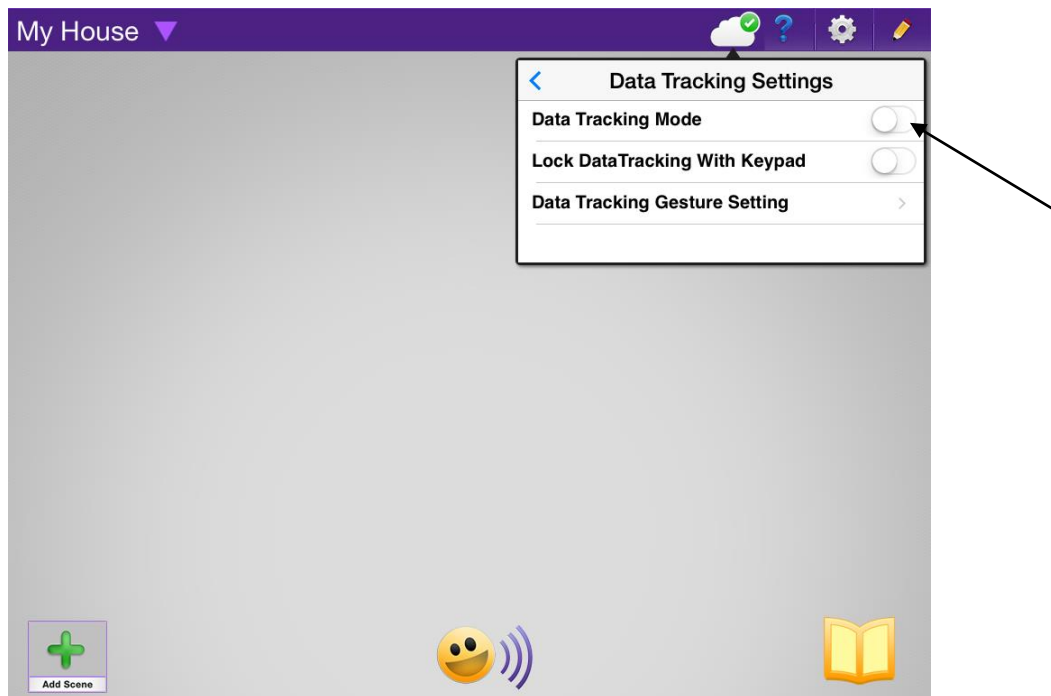 My House
?
Data Tracking Settings
Data Tracking Mode
Lock DataTracking With Keypad
Data Tracking Gesture Setting
Add Scene